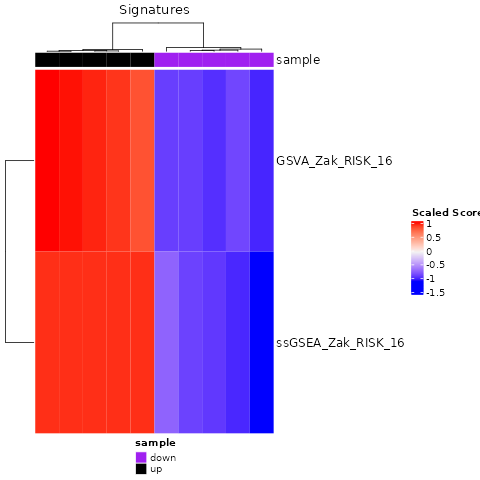 Signatures
sample
GSVA_Zak_RISK_16
Scaled Score
1
0.5
0
-0.5
-1
-1.5
ssGSEA_Zak_RISK_16
sample
down
up